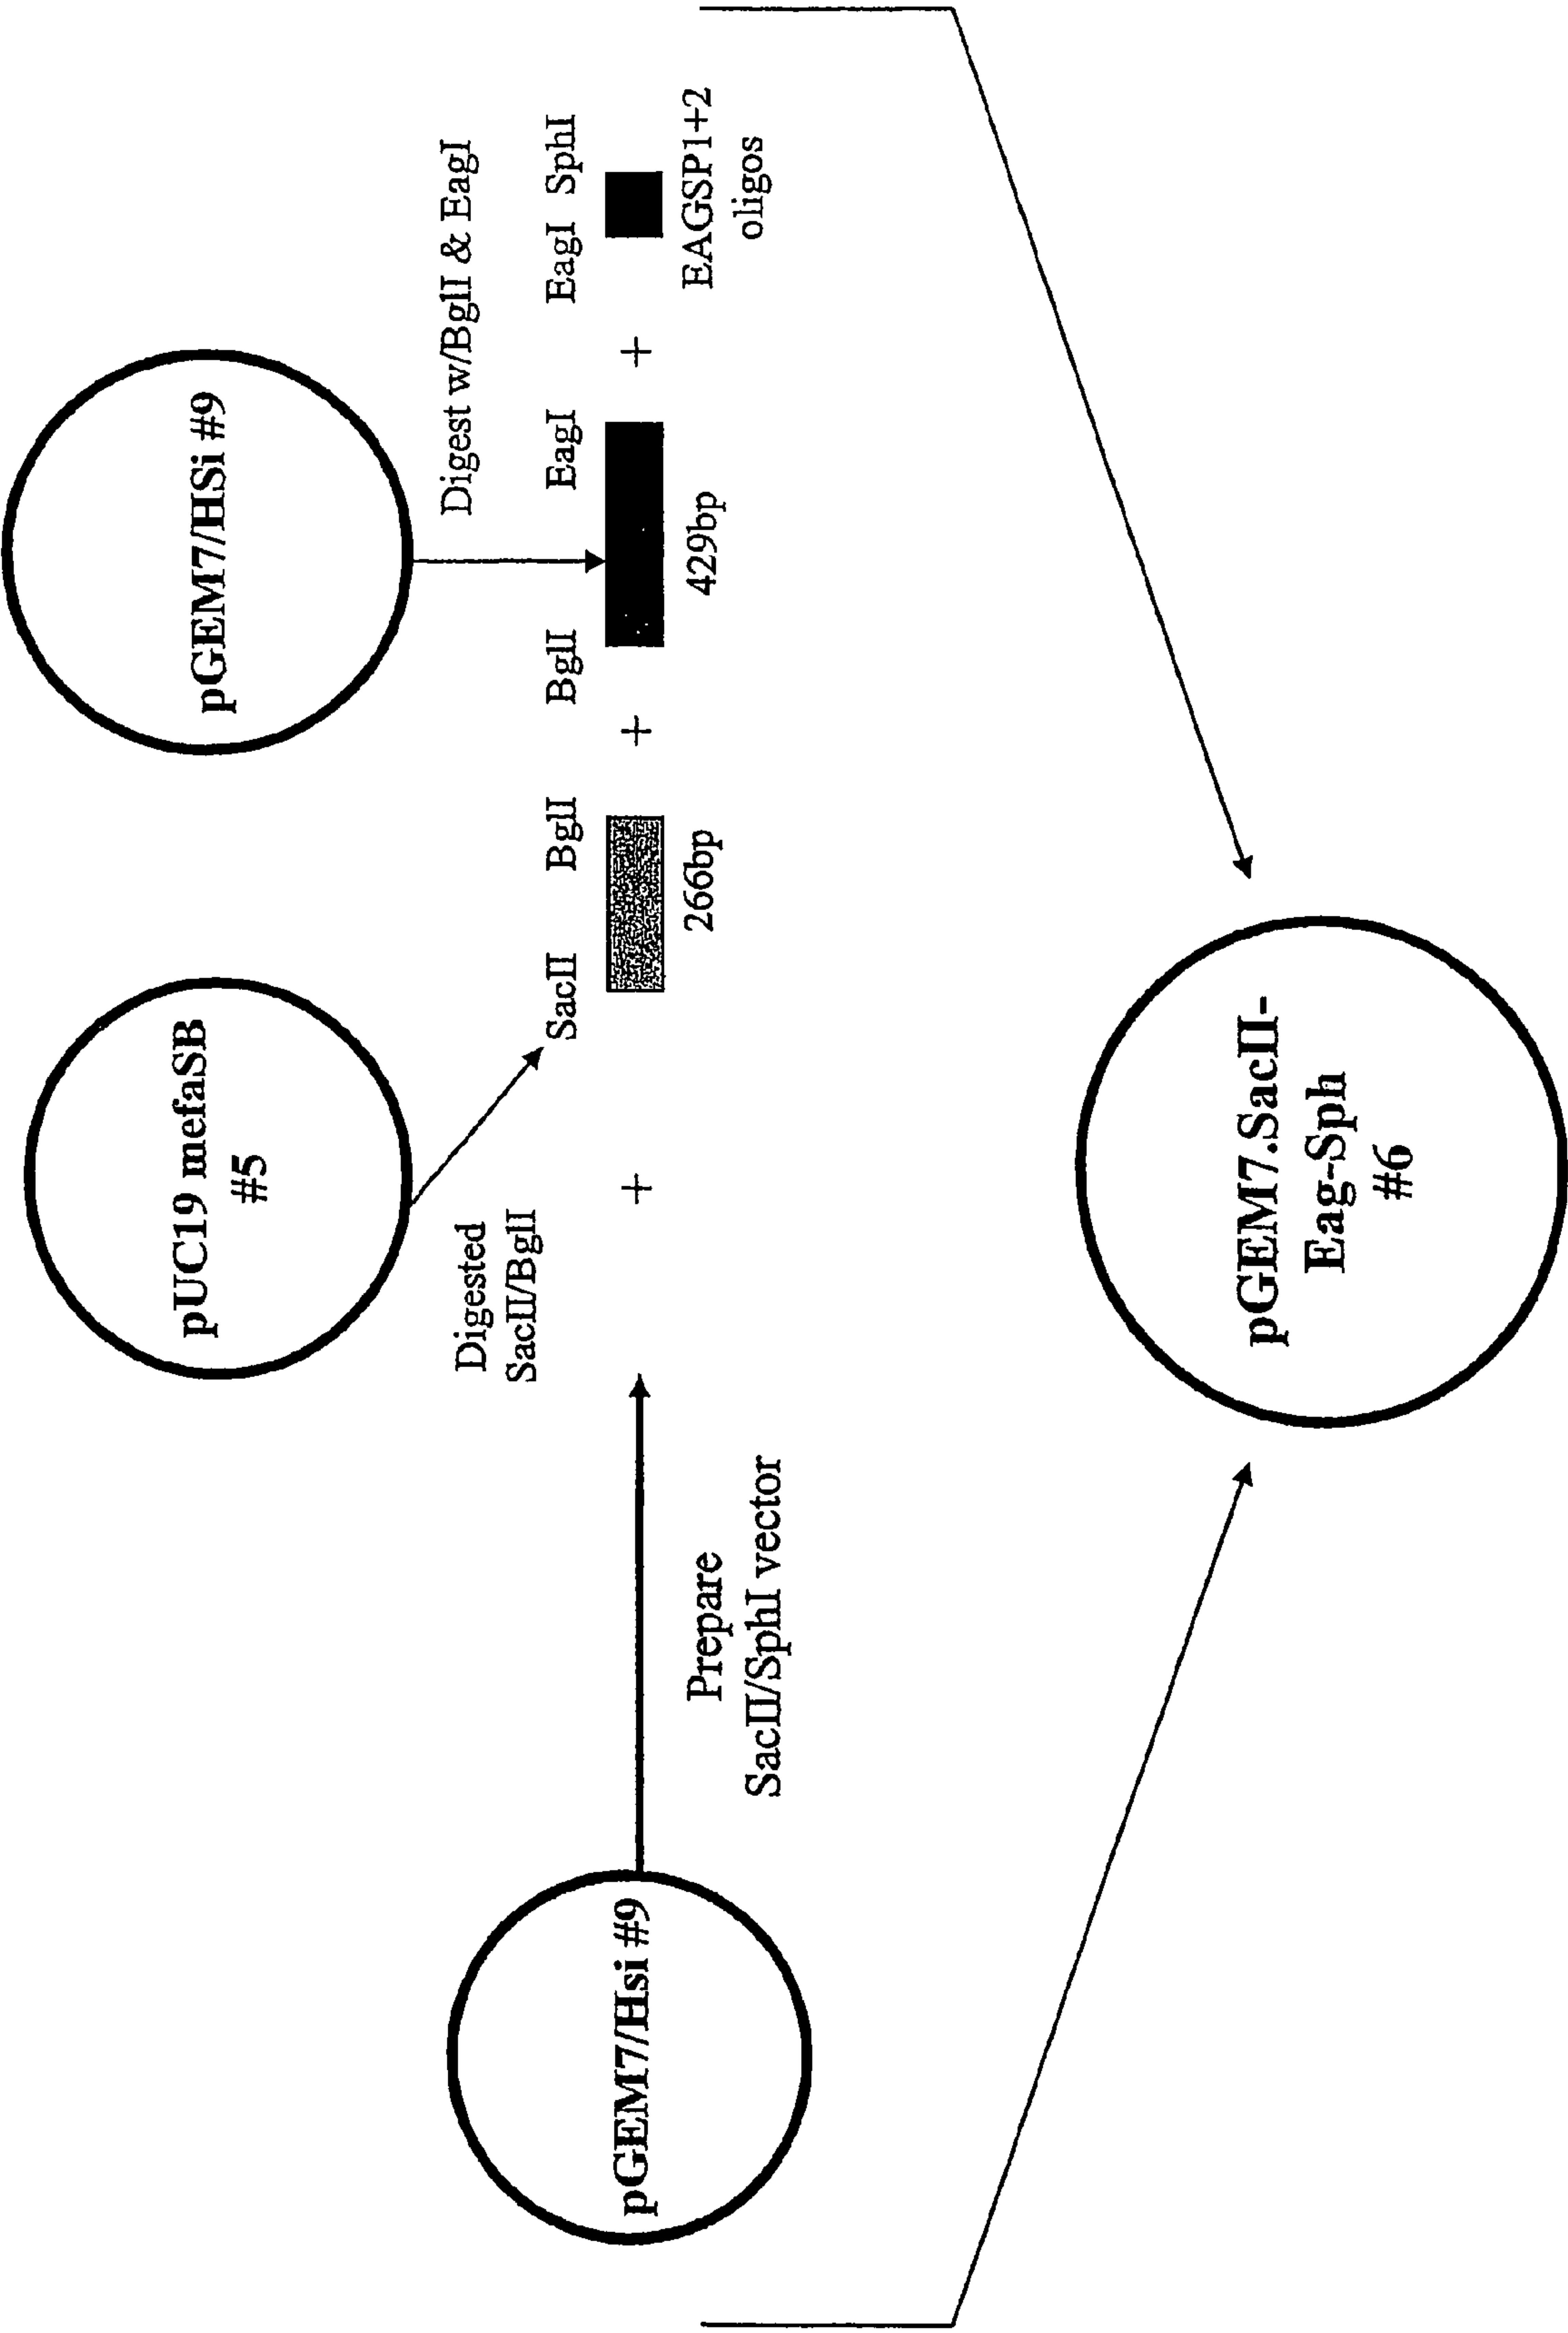 pUC19 mefaSB
#5
pGEM7/HSi #9
Digested
SacII/BglI
Digest w/BglI & EagI
SacII BglI BglI EagI EagI SphI
+ + +
266bp 429bp EAGSP1+2
oligos
pGEM7/Hsi #9
Prepare
SacII/SphI vector
pGEM7.SacII-
Eag-Sph
#6